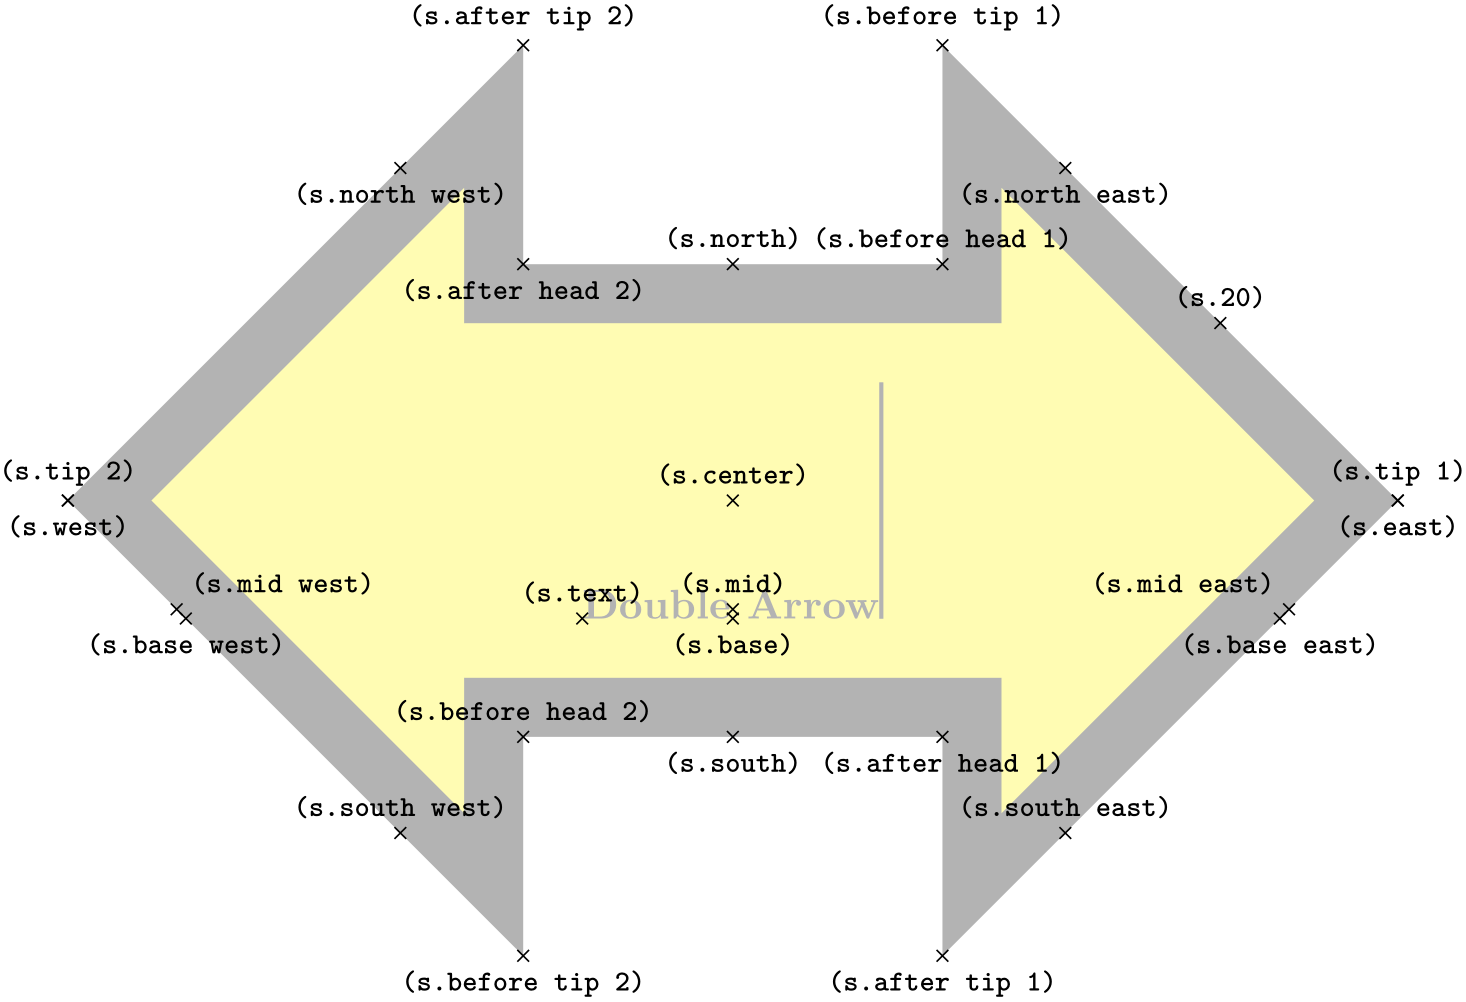 (s.after tip 2) (s.before tip 1)
(s.north west) (s.north east)
(s.north) (s.before head 1)
(s.after head 2)
(s.20)
(s.tip 2) (s.center) (s.tip 1)
(s.west) (s.east)
(s.mid west) (s.text) (s.mid) (s.mid east)
Double Arrow
(s.base west) (s.base) (s.base east)
(s.before head 2)
(s.south) (s.after head 1)
(s.south west) (s.south east)
(s.before tip 2) (s.after tip 1)